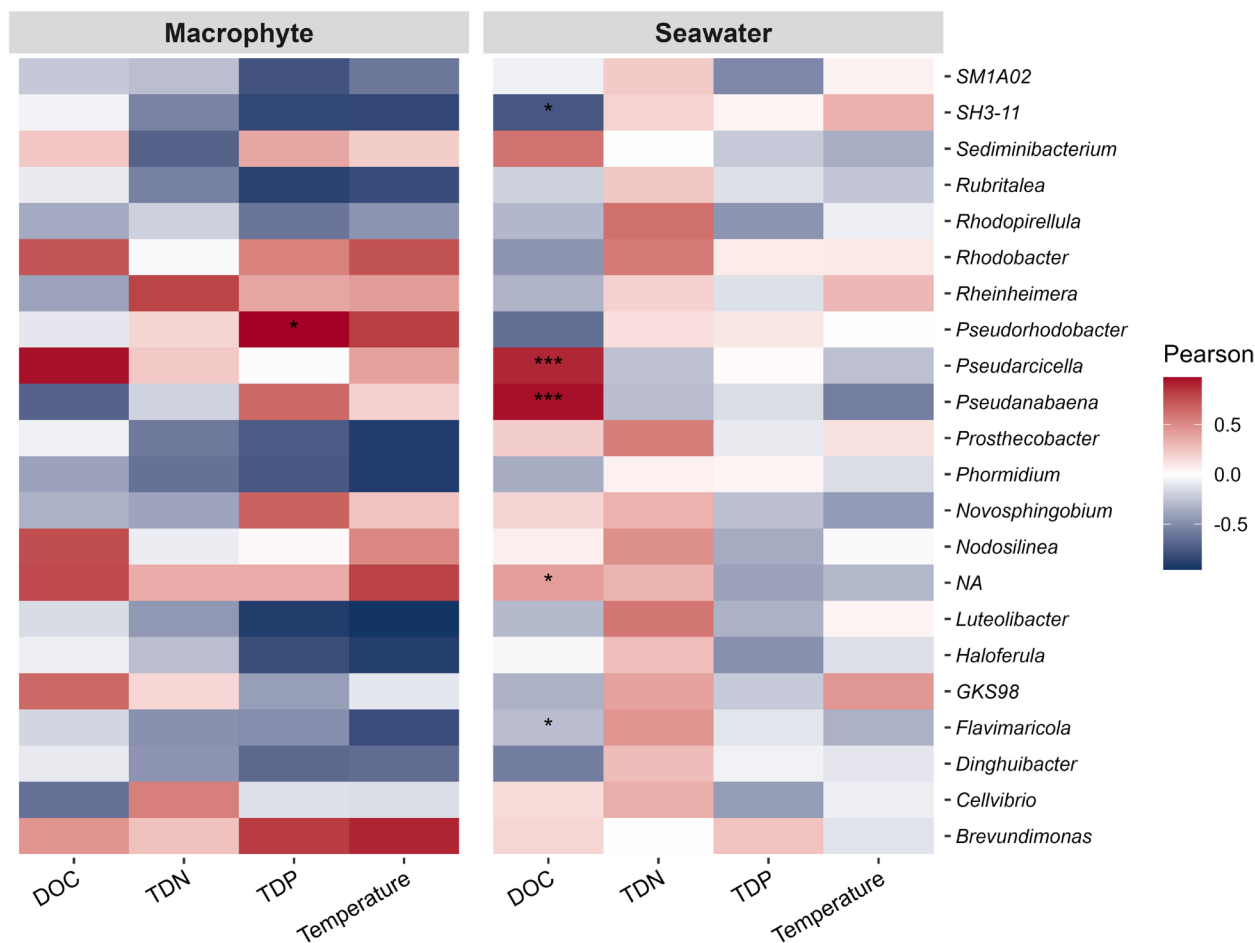 Macrophyte
Seawater
SM1A02
* SH3-11
Sediminibacterium
Rubritalea
Rhodopirellula
Rhodobacter
Rheinheimera
* Pseudorhodobacter
*** Pseudarcicella
*** Pseudanabaena
Prosthecobacter
Phormidium
Novosphingobium
Nodosilinea
* NA
Luteolibacter
Haloferula
GKS98
* Flavimaricola
Dinghuibacter
Cellvibrio
Brevundimonas
DOC TDN TDP Temperature
DOC TDN TDP Temperature
Pearson
0.5
0.0
-0.5